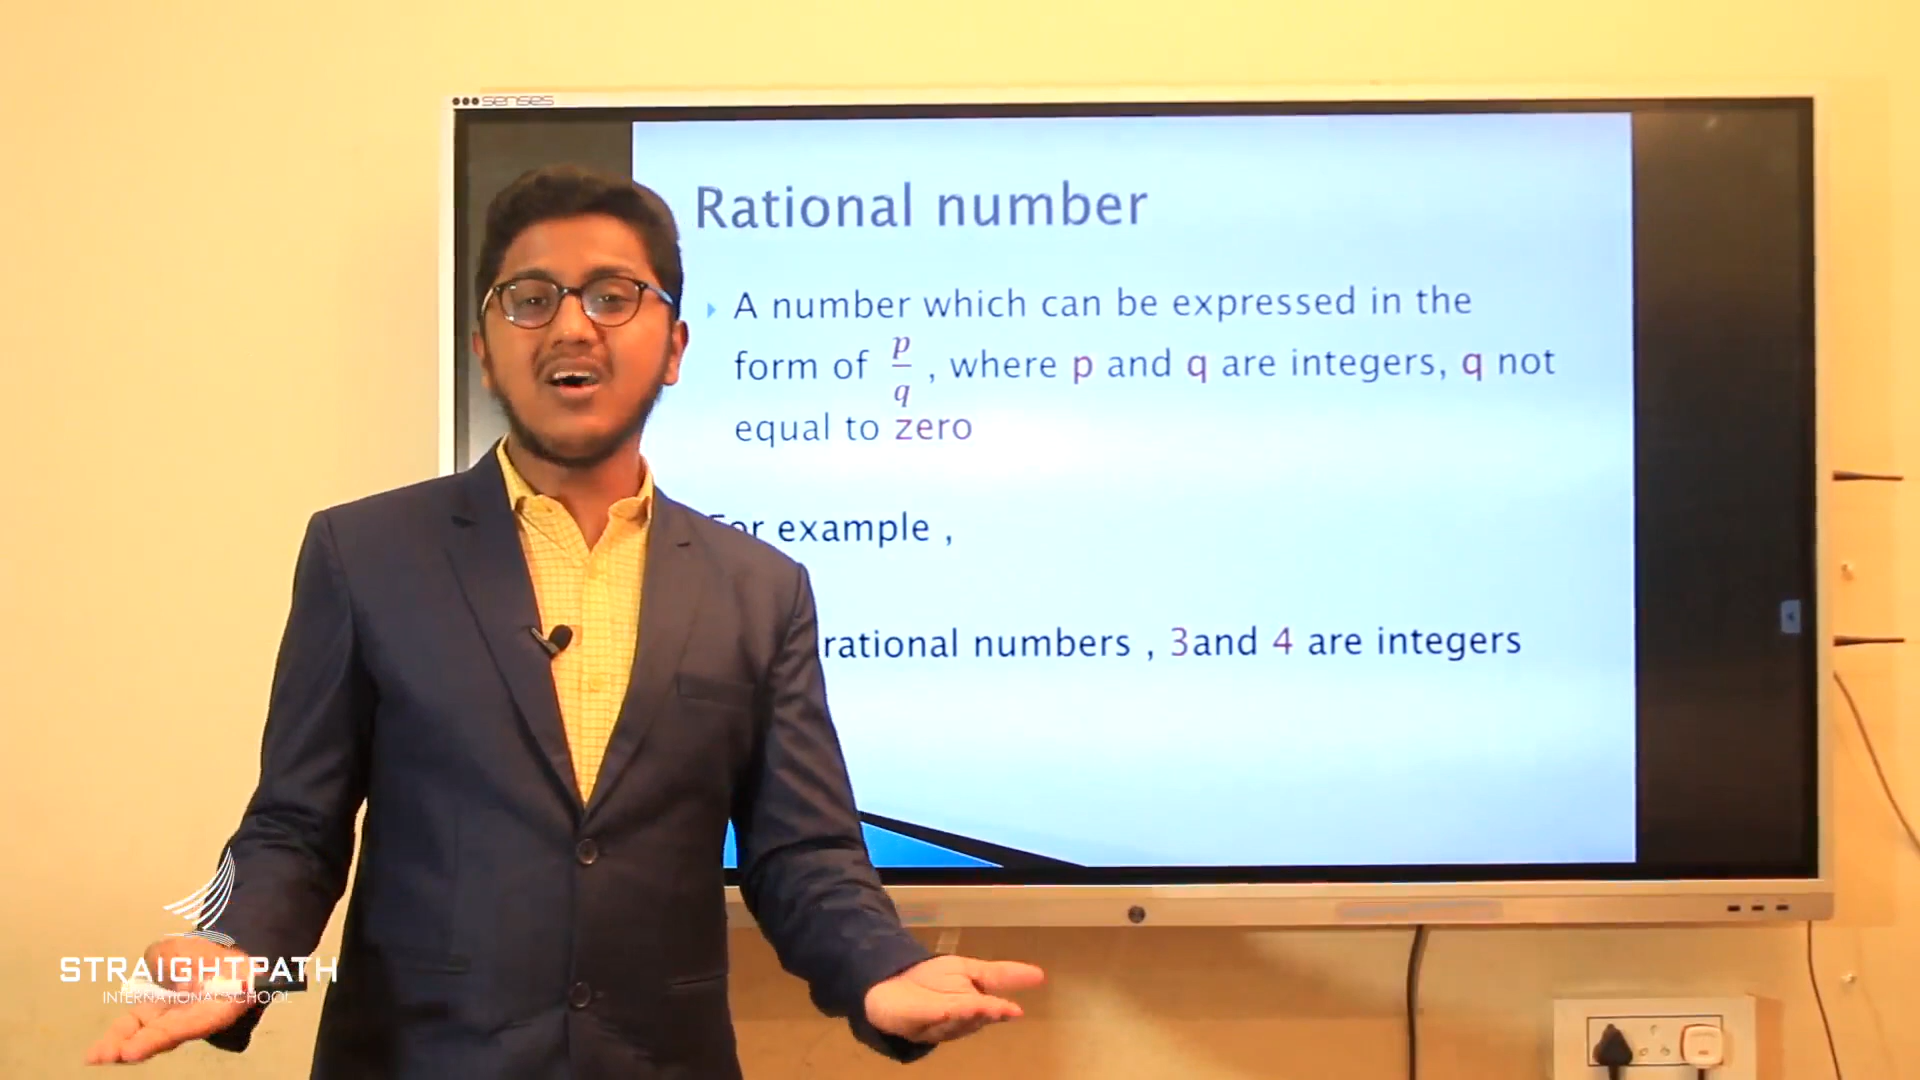 senses
Rational number
A number which can be expressed in the
form of p/q , where p and q are integers, q not
equal to zero
For example ,
rational numbers , 3and 4 are integers
STRAIGHTPATH
INTERNATIONAL SCHOOL